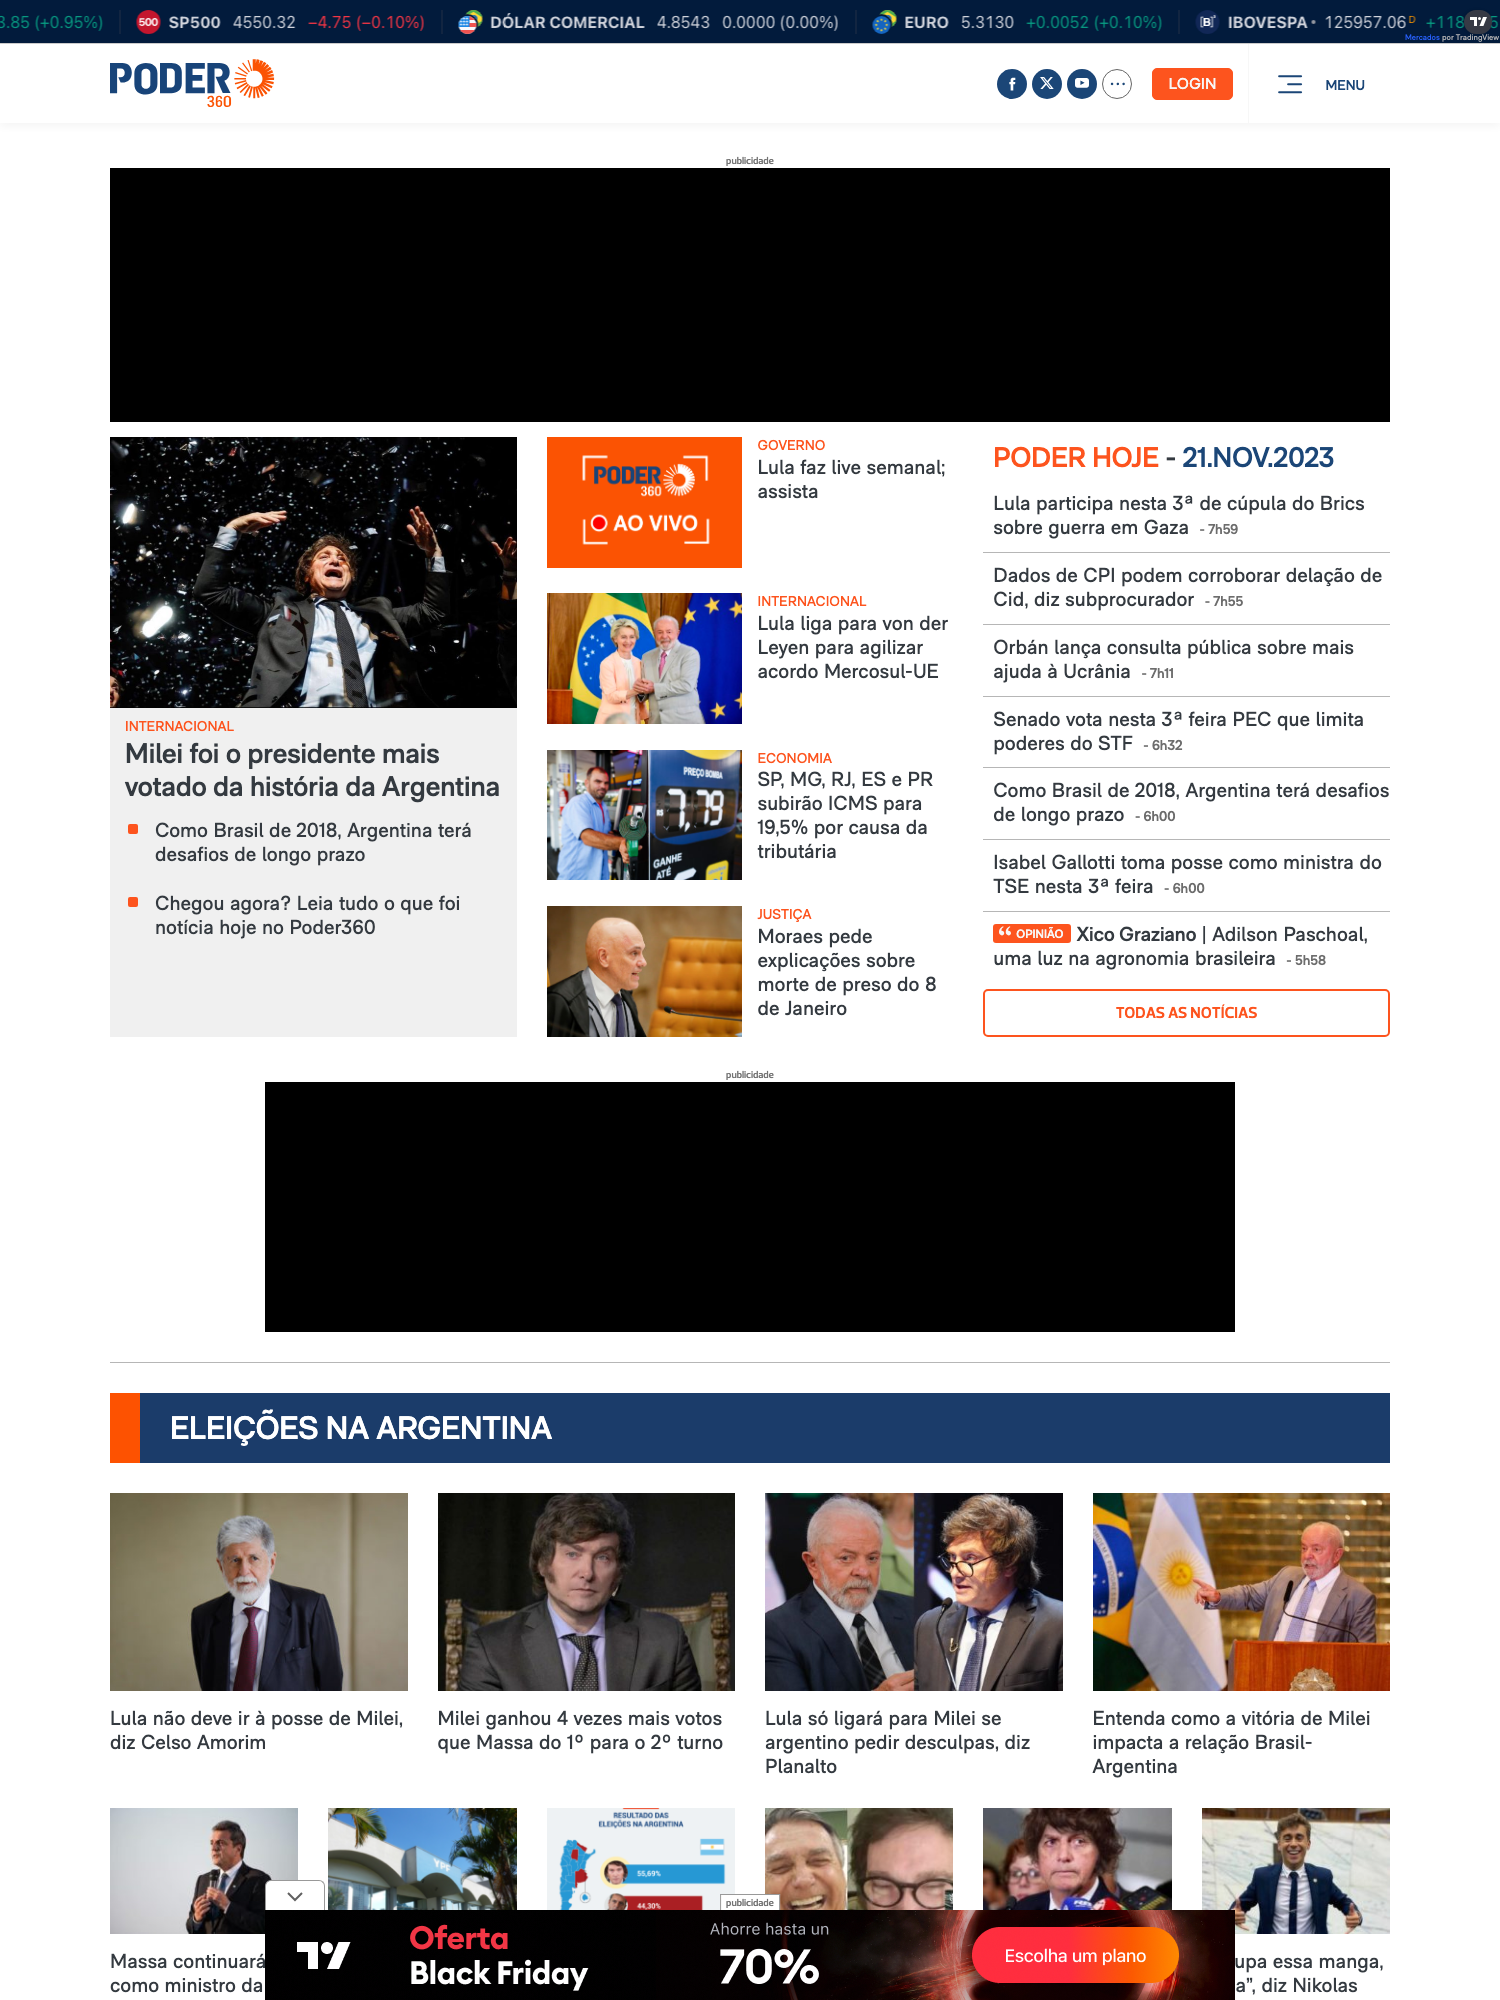 3.85 (+0.95%) 500 SP500 4550.32 −4.75 (−0.10%) DÓLAR COMERCIAL 4.8543 0.0000 (0.00%) EURO 5.3130 +0.0052 (+0.10%) IBOVESPA 125957.06 D +118
Mercados por TradingView
PODER
360
LOGIN
MENU
publicidade
INTERNACIONAL
Milei foi o presidente mais
votado da história da Argentina
Como Brasil de 2018, Argentina terá
desafios de longo prazo
Chegou agora? Leia tudo o que foi
notícia hoje no Poder360
PODER
360
AO VIVO
GOVERNO
Lula faz live semanal;
assista
INTERNACIONAL
Lula liga para von der
Leyen para agilizar
acordo Mercosul-UE
PREÇO BOMBA
7,79
GANHE
ATÉ
ECONOMIA
SP, MG, RJ, ES e PR
subirão ICMS para
19,5% por causa da
tributária
JUSTIÇA
Moraes pede
explicações sobre
morte de preso do 8
de Janeiro
PODER HOJE - 21.NOV.2023
Lula participa nesta 3ª de cúpula do Brics
sobre guerra em Gaza - 7h59
Dados de CPI podem corroborar delação de
Cid, diz subprocurador - 7h55
Orbán lança consulta pública sobre mais
ajuda à Ucrânia - 7h11
Senado vota nesta 3ª feira PEC que limita
poderes do STF - 6h32
Como Brasil de 2018, Argentina terá desafios
de longo prazo - 6h00
Isabel Gallotti toma posse como ministra do
TSE nesta 3ª feira - 6h00
“ OPINIÃO Xico Graziano | Adilson Paschoal,
uma luz na agronomia brasileira - 5h58
TODAS AS NOTÍCIAS
publicidade
ELEIÇÕES NA ARGENTINA
Lula não deve ir à posse de Milei,
diz Celso Amorim
Milei ganhou 4 vezes mais votos
que Massa do 1º para o 2º turno
Lula só ligará para Milei se
argentino pedir desculpas, diz
Planalto
Entenda como a vitória de Milei
impacta a relação Brasil-
Argentina
YPF
RESULTADO DAS
ELEIÇÕES NA ARGENTINA
55,69%
44,30%
publicidade
Massa continuará
como ministro da
upa essa manga,
a”, diz Nikolas
Oferta
Black Friday
Ahorre hasta un
70%
Escolha um plano